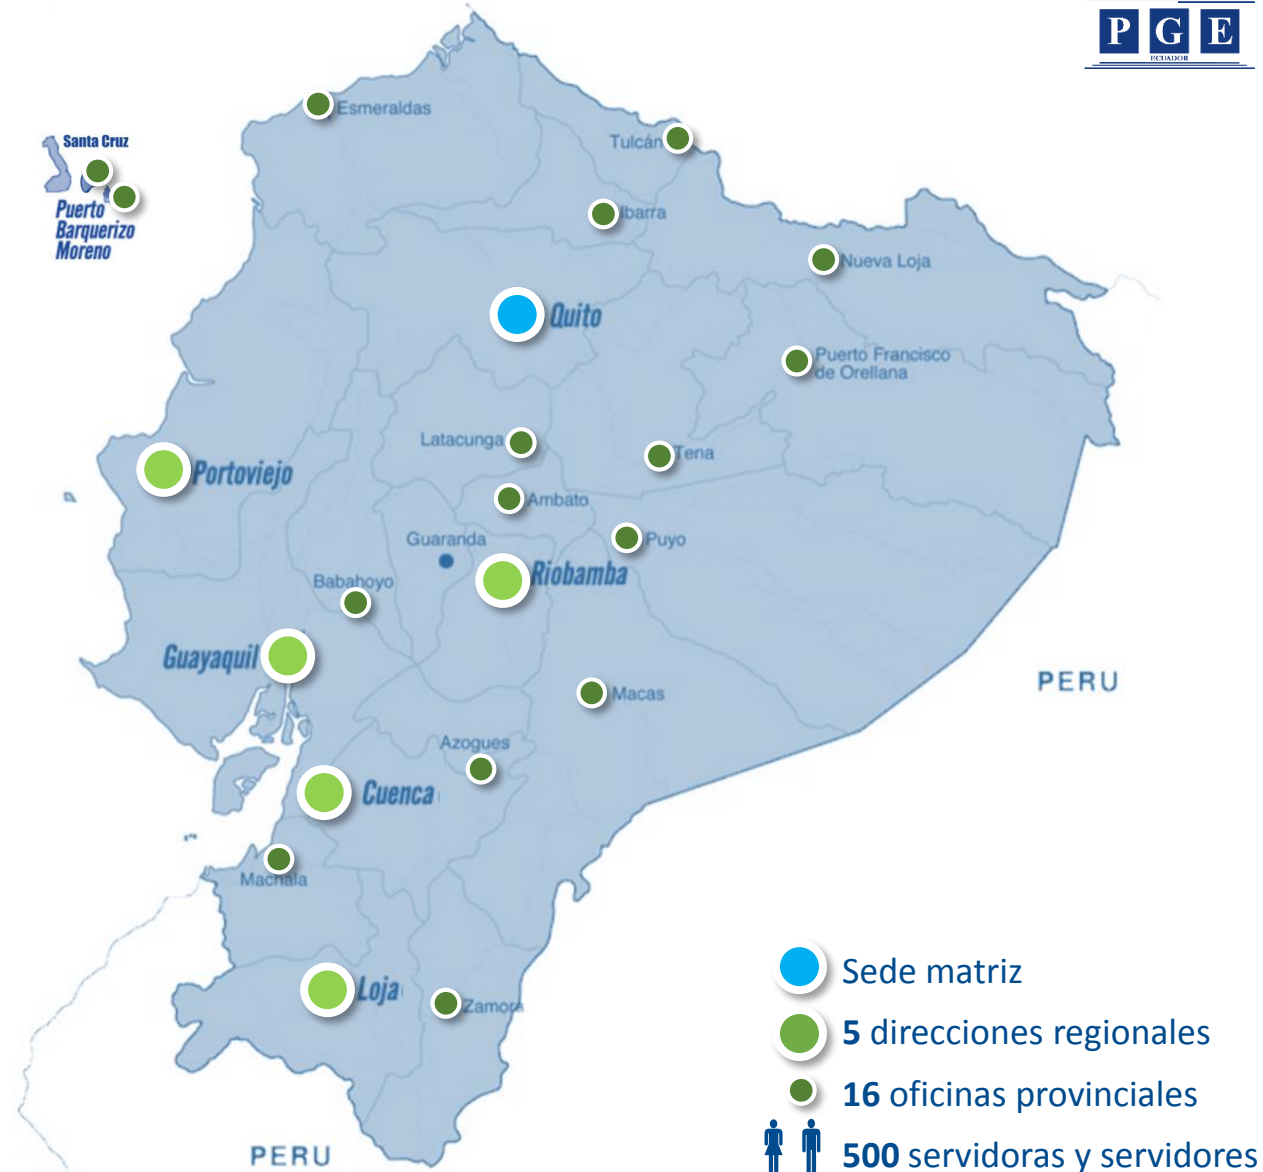 P G E
ECUADOR
Esmeraldas
Tulcán
Santa Cruz
Puerto
Barquerizo
Moreno
Ibarra
Nueva Loja
Quito
Puerto Francisco
de Orellana
Latacunga
Tena
Portoviejo
Ambato
Guaranda
Puyo
Riobamba
Babahoyo
Guayaquil
PERU
Macas
Azogues
Cuenca
Machala
Loja
Zamora
Sede matriz
5 direcciones regionales
16 oficinas provinciales
500 servidoras y servidores
PERU